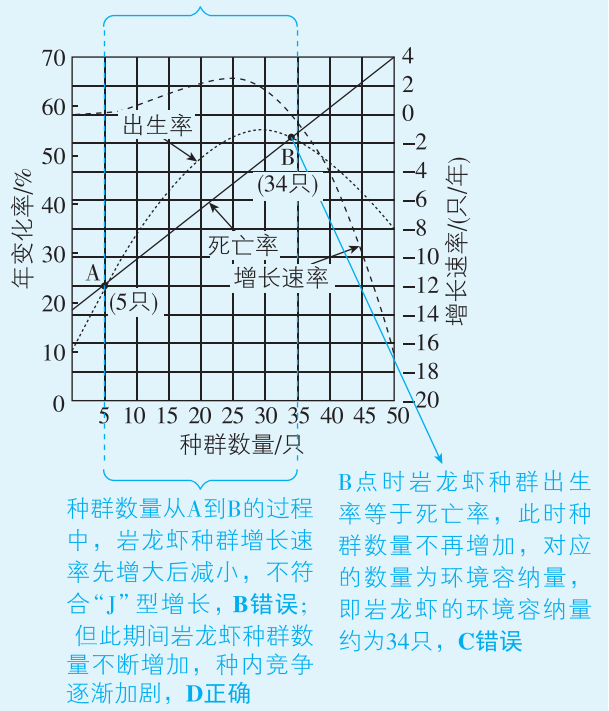 70
60
50
40
30
20
10
0
年变化率/%
4
2
0
-2
-4
-6
-8
-10
-12
-14
-16
-18
-20
增长速率/(只/年)
出生率
B
(34只)
死亡率
增长速率
A
(5只)
5 10 15 20 25 30 35 40 45 50
种群数量/只
种群数量从A到B的过程
中，岩龙虾种群增长速
率先增大后减小，不符
合“J”型增长，B错误；
但此期间岩龙虾种群数
量不断增加，种内竞争
逐渐加剧，D正确
B点时岩龙虾种群出生
率等于死亡率，此时种
群数量不再增加，对应
的数量为环境容纳量，
即岩龙虾的环境容纳量
约为34只，C错误